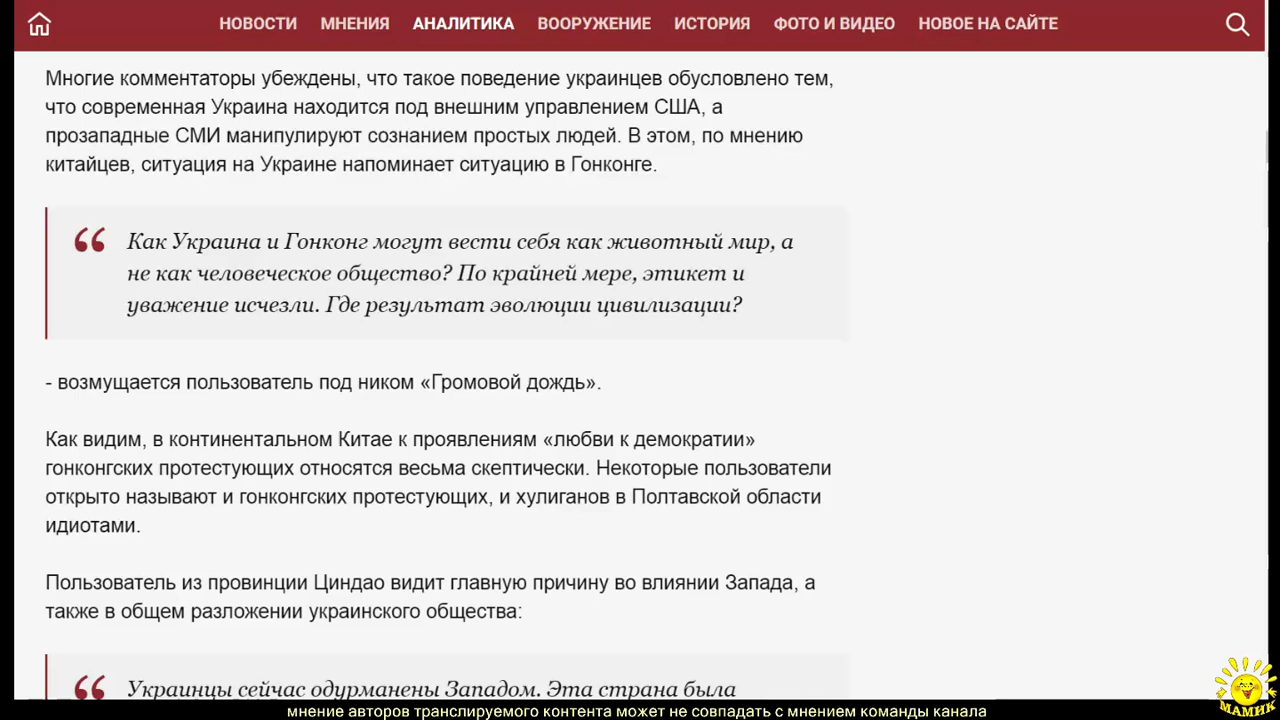 НОВОСТИ МНЕНИЯ АНАЛИТИКА ВООРУЖЕНИЕ ИСТОРИЯ ФОТО И ВИДЕО НОВОЕ НА САЙТЕ
Многие комментаторы убеждены, что такое поведение украинцев обусловлено тем,
что современная Украина находится под внешним управлением США, а
прозападные СМИ манипулируют сознанием простых людей. В этом, по мнению
китайцев, ситуация на Украине напоминает ситуацию в Гонконге.
“ Как Украина и Гонконг могут вести себя как животный мир, а
не как человеческое общество? По крайней мере, этикет и
уважение исчезли. Где результат эволюции цивилизации?
- возмущается пользователь под ником «Громовой дождь».
Как видим, в континентальном Китае к проявлениям «любви к демократии»
гонконгских протестующих относятся весьма скептически. Некоторые пользователи
открыто называют и гонконгских протестующих, и хулиганов в Полтавской области
идиотами.
Пользователь из провинции Циндао видит главную причину во влиянии Запада, а
также в общем разложении украинского общества:
“ Украинцы сейчас одурманены Западом. Эта страна была
МАМИК
мнение авторов транслируемого контента может не совпадать с мнением команды канала